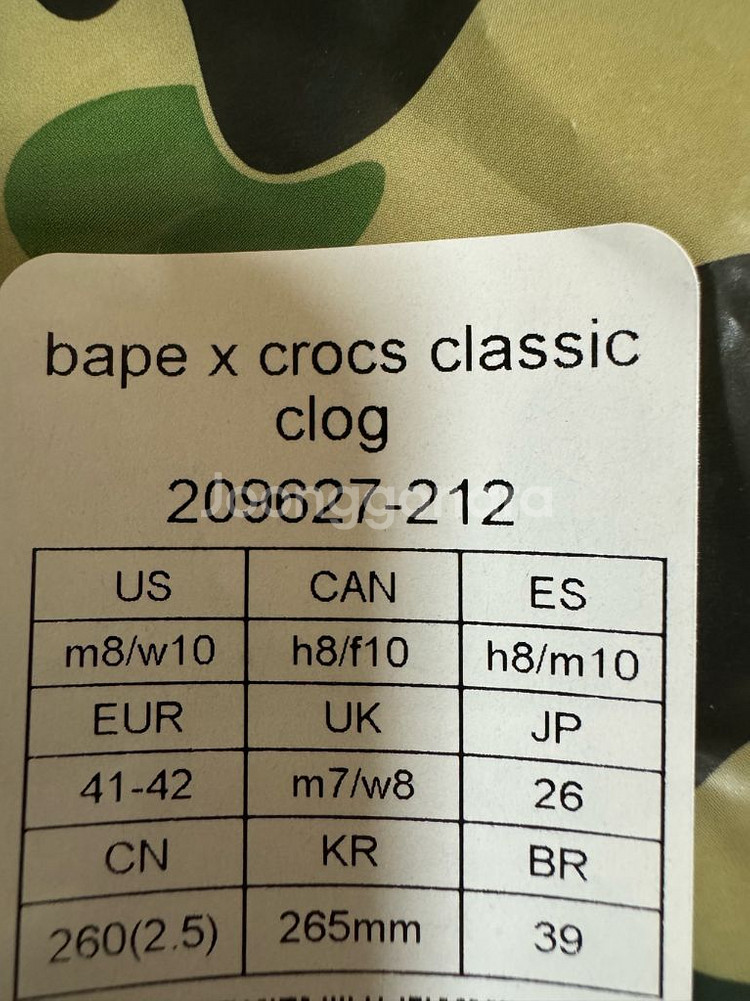 bape x crocs classic
clog
209627-212
US CAN ES
m8/w10 h8/f10 h8/m10
EUR UK JP
41-42 m7/w8 26
CN KR BR
260(2.5) 265mm 39